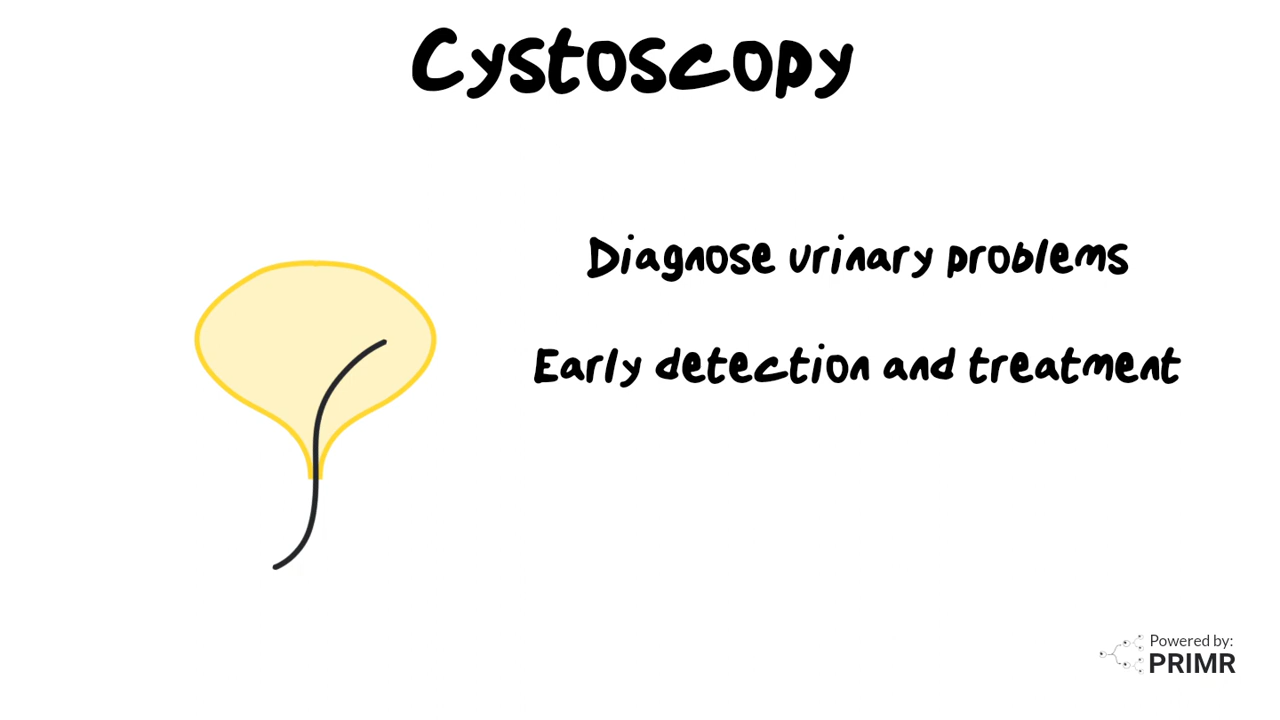 Cystoscopy
Diagnose urinary problems
Early detection and treatment
Powered by:
PRIMR